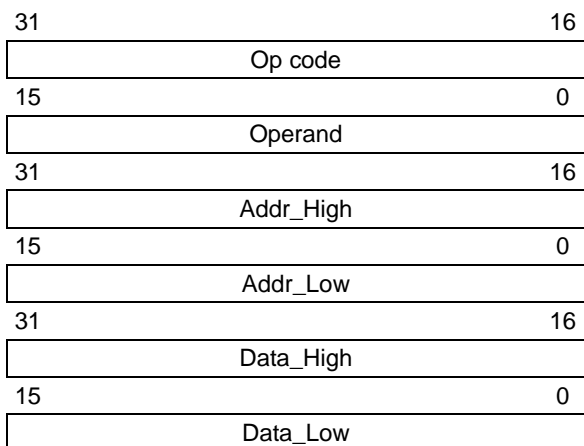 31 16
Op code
15 0
Operand
31 16
Addr_High
15 0
Addr_Low
31 16
Data_High
15 0
Data_Low